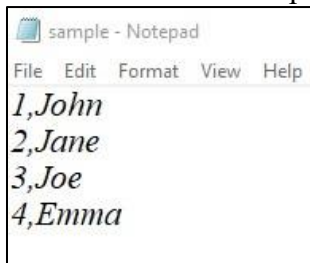 sample - Notepad
File Edit Format View Help
1,John
2,Jane
3,Joe
4,Emma